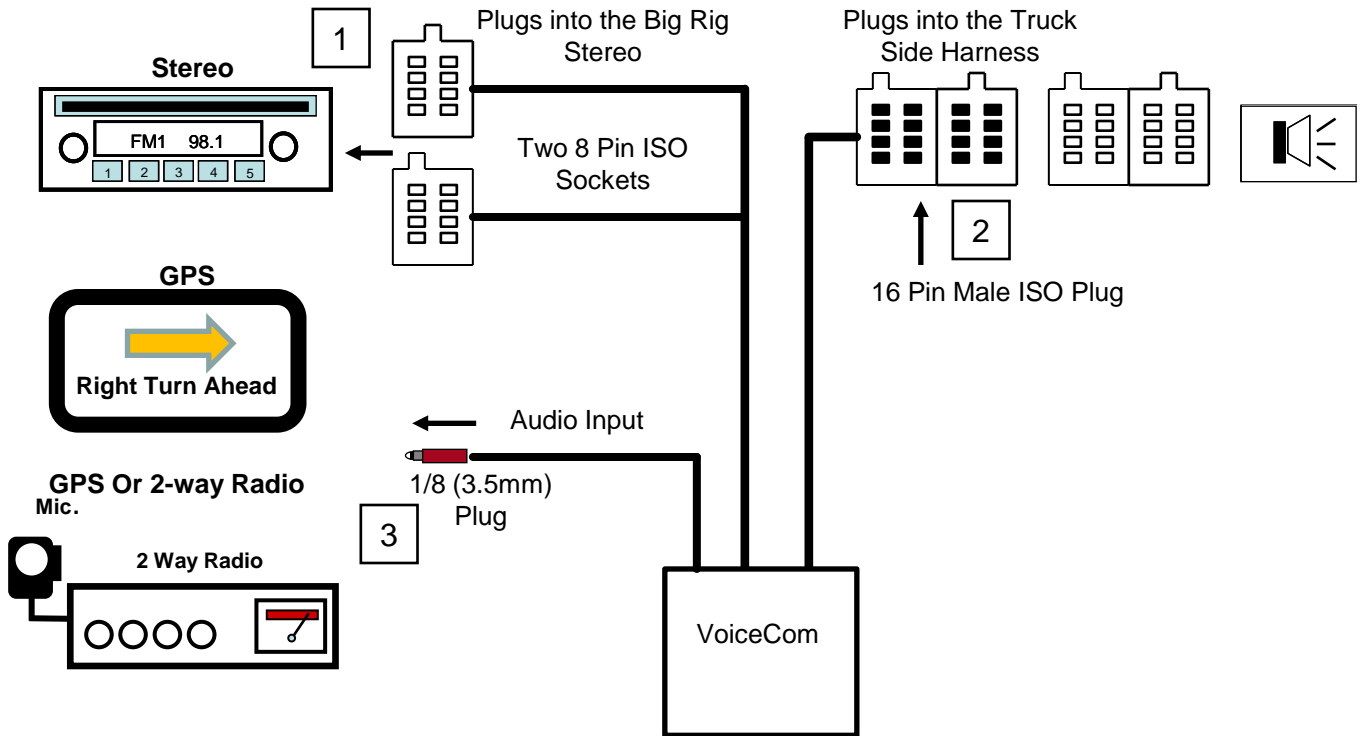 1
Plugs into the Big Rig
Stereo
Plugs into the Truck
Side Harness
Stereo
FM1 98.1
1 2 3 4 5
Two 8 Pin ISO
Sockets
2
16 Pin Male ISO Plug
GPS
Right Turn Ahead
Audio Input
1/8 (3.5mm)
Plug
3
GPS Or 2-way Radio
Mic.
2 Way Radio
VoiceCom